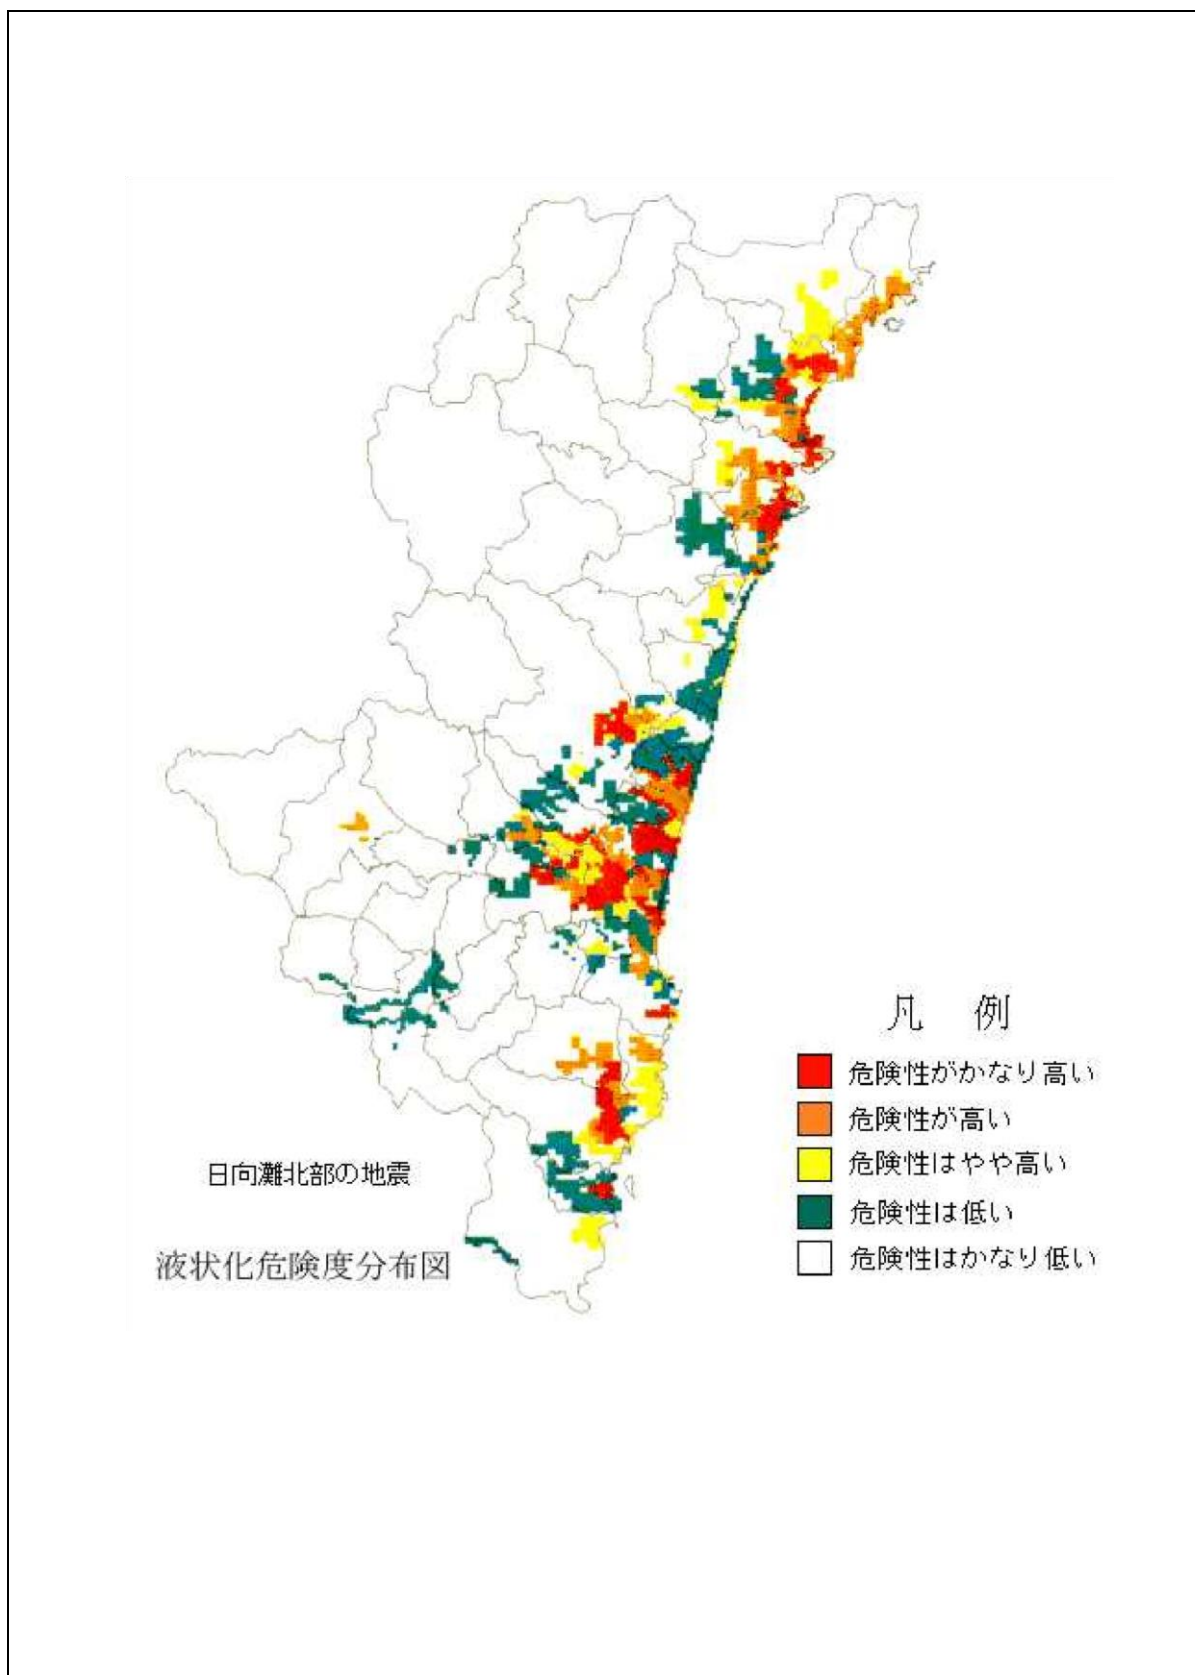 凡 例
危険性がかなり高い
危険性が高い
危険性はやや高い
危険性は低い
危険性はかなり低い
日向灘北部の地震
液状化危険度分布図